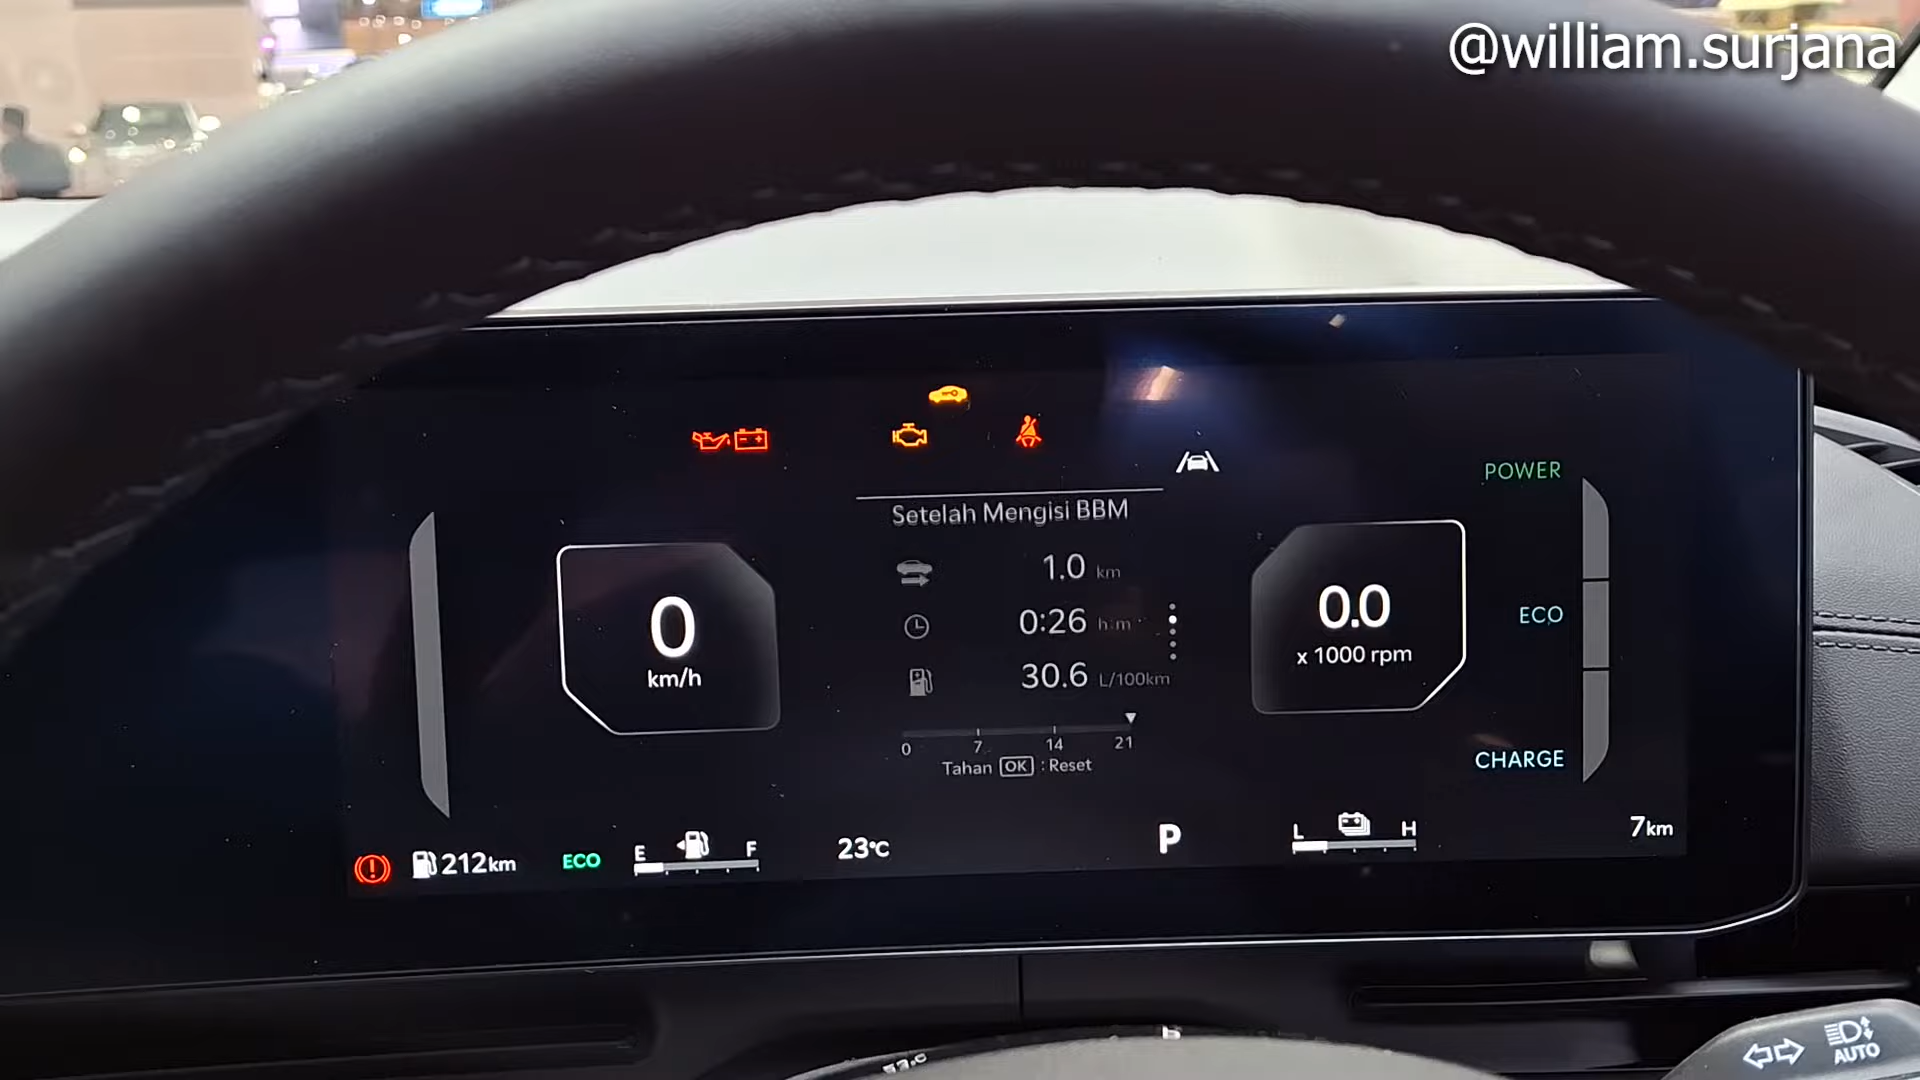 @william.surjana
POWER
Setelah Mengisi BBM
1.0 km
0:26 h:m
30.6 L/100km
0 7 14 21
Tahan OK : Reset
0
km/h
0.0
x 1000 rpm
ECO
CHARGE
212km
ECO
E F
23°C
P
L H
7km
AUTO